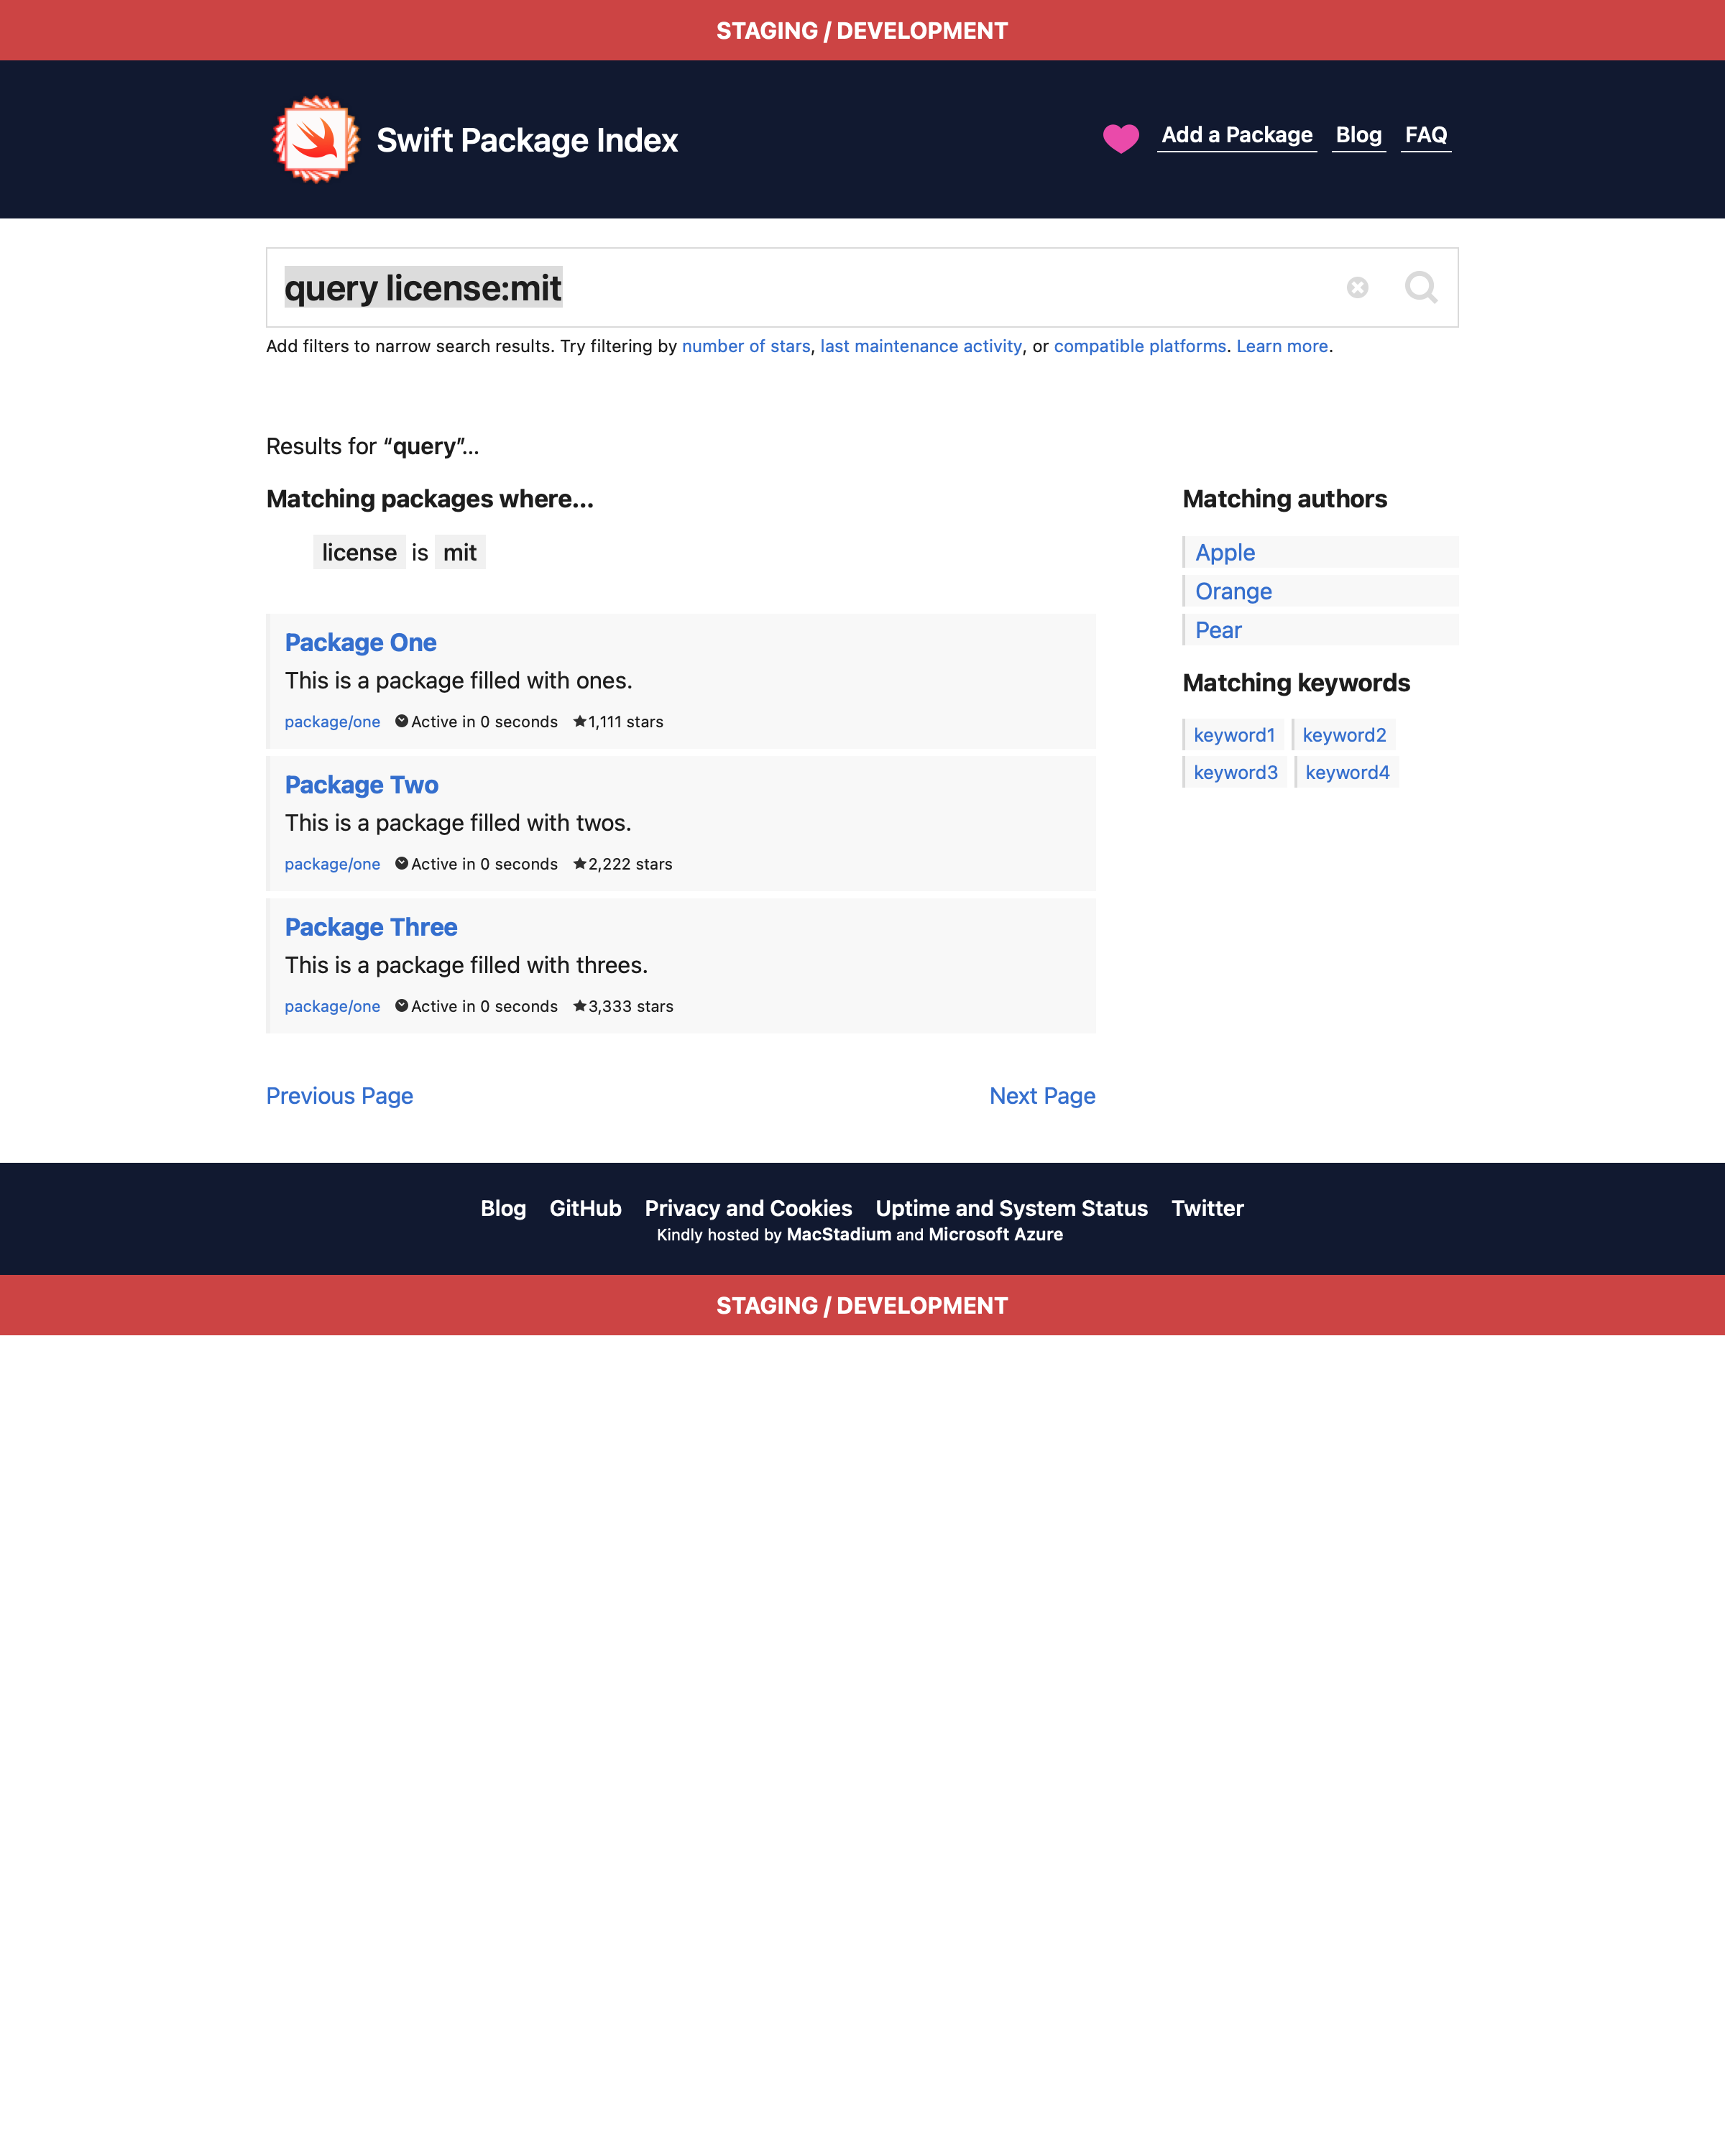 STAGING / DEVELOPMENT
Swift Package Index
Add a Package Blog FAQ
query license:mit
Add filters to narrow search results. Try filtering by number of stars, last maintenance activity, or compatible platforms. Learn more.
Results for “query”...
Matching packages where...
license is mit
Package One
This is a package filled with ones.
package/one Active in 0 seconds 1,111 stars
Package Two
This is a package filled with twos.
package/one Active in 0 seconds 2,222 stars
Package Three
This is a package filled with threes.
package/one Active in 0 seconds 3,333 stars
Previous Page Next Page
Matching authors
Apple
Orange
Pear
Matching keywords
keyword1 keyword2
keyword3 keyword4
Blog GitHub Privacy and Cookies Uptime and System Status Twitter
Kindly hosted by MacStadium and Microsoft Azure
STAGING / DEVELOPMENT